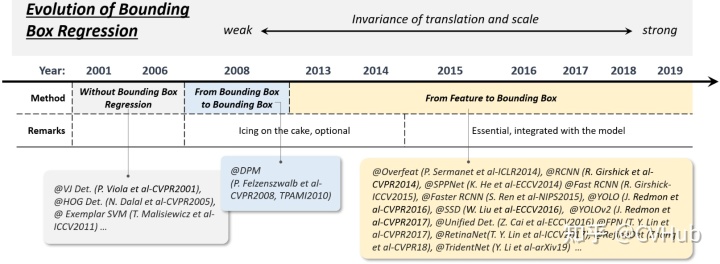 Evolution of Bounding
Box Regression
Invariance of translation and scale
weak
strong
Year: 2001 2006 2008 2013 2014 2015 2016 2017 2018 2019
Method
Without Bounding Box
Regression
From Bounding Box
to Bounding Box
From Feature to Bounding Box
Remarks
Icing on the cake, optional
Essential, integrated with the model
@VJ Det. (P. Viola et al-CVPR2001),
@HOG Det. (N. Dalal et al-CVPR2005),
@ Exemplar SVM (T. Malisiewicz et al-
ICCV2011) ...
@DPM
(P. Felzenszwalb et al-
CVPR2008, TPAMI2010)
@Overfeat (P. Sermanet et al-ICLR2014), @RCNN (R. Girshick et al-
CVPR2014), @SPPNet (K. He et al-ECCV2014) @Fast RCNN (R. Girshick-
ICCV2015), @Faster RCNN (S. Ren et al-NIPS2015), @YOLO (J. Redmon et
al-CVPR2016), @SSD (W. Liu et al-ECCV2016), @YOLOv2 (J. Redmon et al-
CVPR2017), @Unified Det. (Z. Cai et al-ECCV2016) @FPN (T. Y. Lin et al-
CVPR2017), @RetinaNet(T. Y. Lin et al-ICCV2017), @RefineDet
al-CVPR18), @TridentNet (Y. Li et al-arXiv19) ...
知乎 @CVHub